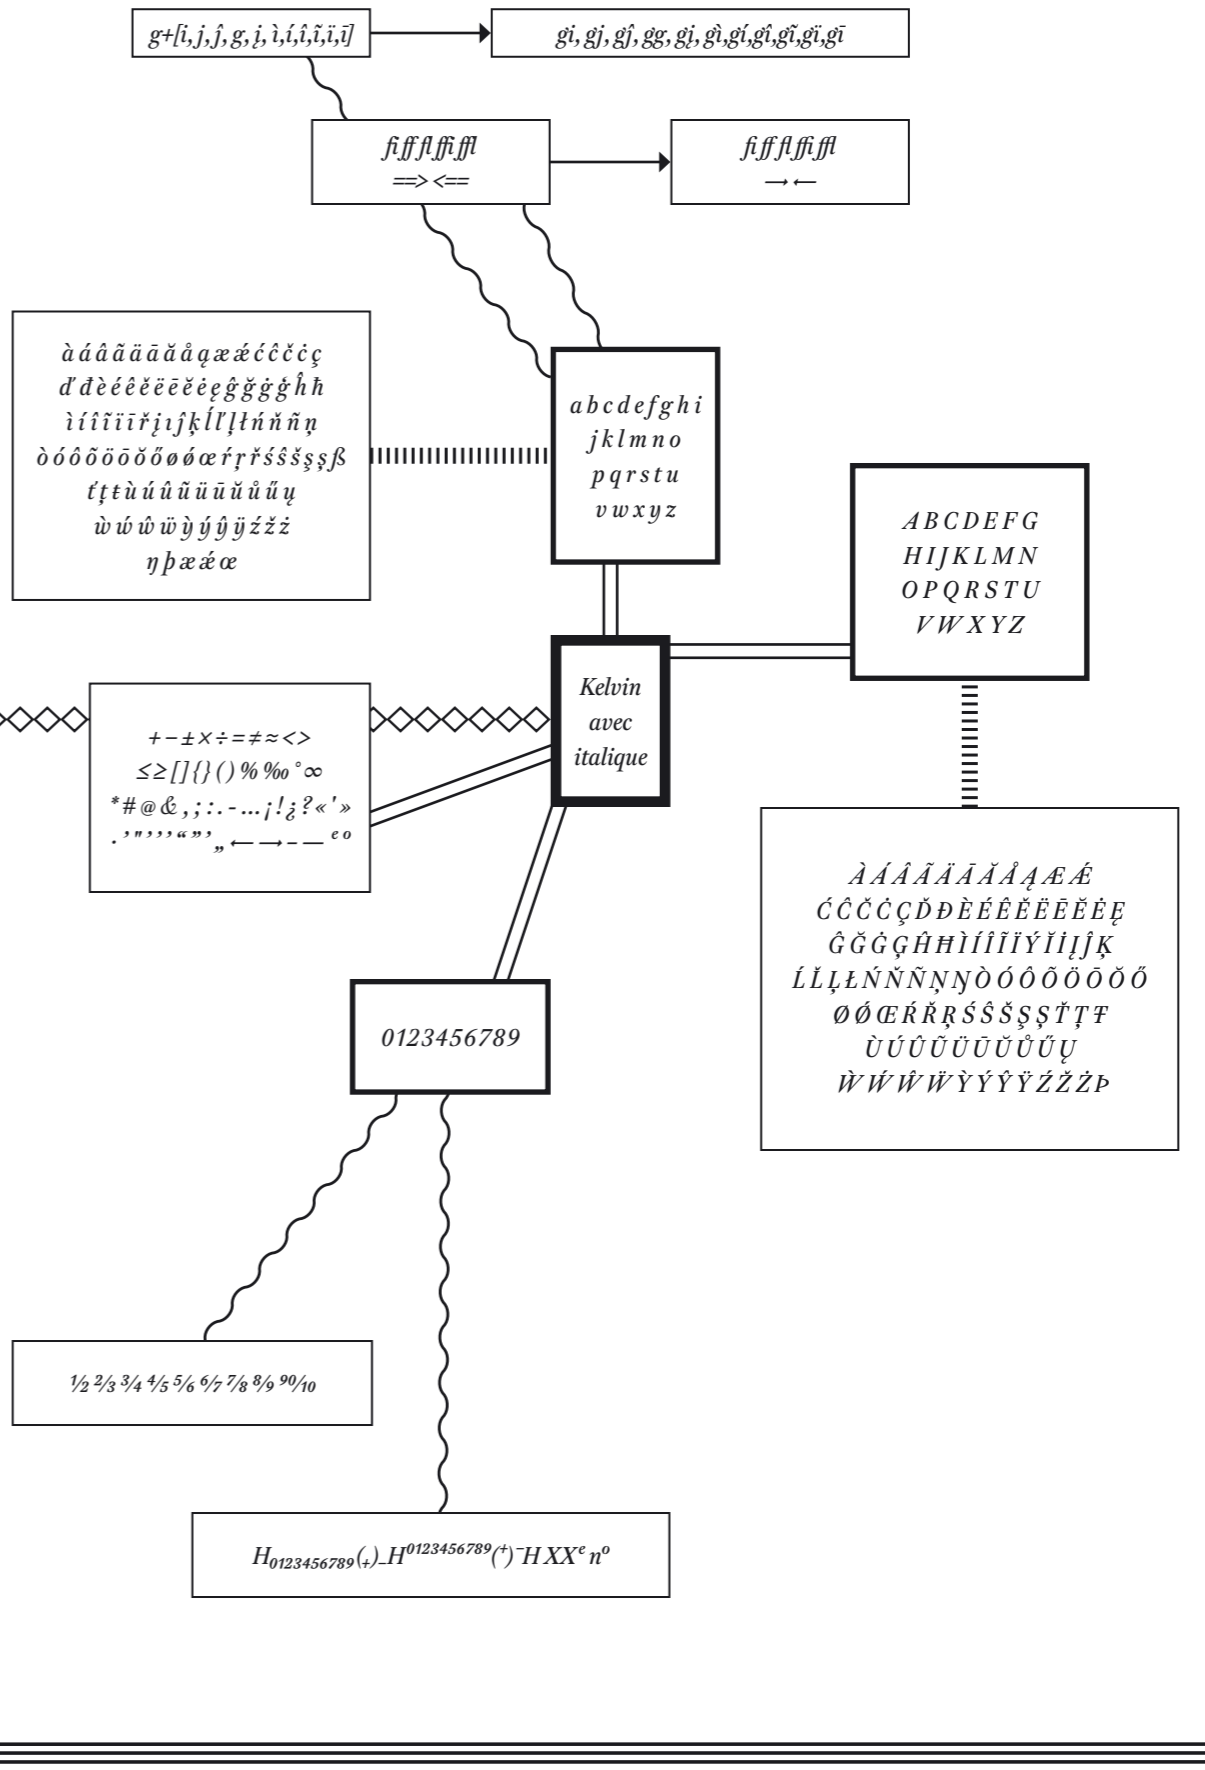 g+[i, j, ĵ, g, į, ì,í,î,ĩ,ï,ī]
gi, gj, gĵ, gg, gį, gì,gí,gî,gĩ,gï,gī
fi ff fl ffi ffl
==> <==
fi ff fl ffi ffl
→ ←
à á â ã ä ā ă å ą æ ǽ ć ĉ č ċ ç
ď đ è é ê ě ë ē ĕ ė ę ĝ ğ ġ ģ ĥ ħ
ì í î ĩ ï ī ř į ı ĵ ķ ĺ ľ ļ ł ń ň ñ ņ
ò ó ô õ ö ō ŏ ő ø ǿ œ ŕ ŗ ř ś ŝ š ş ș ß
ť ț ŧ ù ú û ũ ü ū ŭ ů ű ų
ẁ ẃ ŵ ẅ ỳ ý ŷ ÿ ź ž ż
ŋ þ æ ǽ œ
a b c d e f g h i
j k l m n o
p q r s t u
v w x y z
A B C D E F G
H I J K L M N
O P Q R S T U
V W X Y Z
Kelvin
avec
italique
+ − ± × ÷ = ≠ ≈ < >
≤ ≥ [ ] { } ( ) % ‰ ° ∞
* # @ & , ; : . - … ¡ ! ¿ ? « ' »
· ’ " ’ ’ ’ “ ” ’ „ ← → – — ᵉ ᵒ
À Á Â Ã Ä Ā Ă Å Ą Æ Ǽ
Ć Ĉ Č Ċ Ç Ď Đ È É Ê Ě Ë Ē Ĕ Ė Ę
Ĝ Ğ Ġ Ģ Ĥ Ħ Ì Í Î Ĩ Ï Ý Ĭ İ Į Ĵ Ķ
Ĺ Ľ Ļ Ł Ń Ň Ñ Ņ Ŋ Ò Ó Ô Õ Ö Ō Ŏ Ő
Ø Ǿ Œ Ŕ Ř Ŗ Ś Ŝ Š Ş Ș Ť Ț Ŧ
Ù Ú Û Ũ Ü Ū Ŭ Ů Ű Ų
Ẁ Ẃ Ŵ Ẅ Ỳ Ý Ŷ Ÿ Ź Ž Ż Þ
0123456789
1/2 2/3 3/4 4/5 5/6 6/7 7/8 8/9 90/10
H₀₁₂₃₄₅₆₇₈₉(₊)₋H⁰¹²³⁴⁵⁶⁷⁸⁹(⁺)⁻H XXᵉ nᵒ